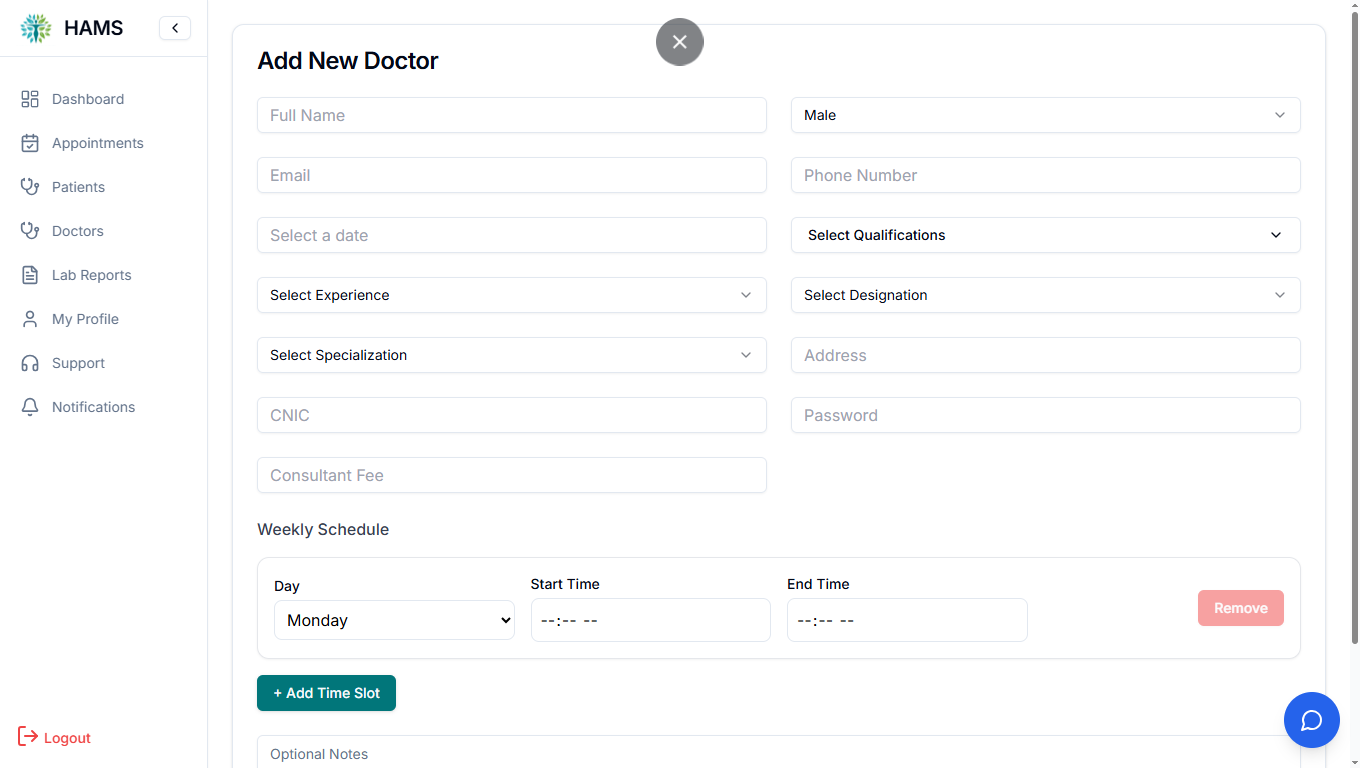 HAMS
Dashboard
Appointments
Patients
Doctors
Lab Reports
My Profile
Support
Notifications
Logout
Add New Doctor
Full Name
Male
Email
Phone Number
Select a date
Select Qualifications
Select Experience
Select Designation
Select Specialization
Address
CNIC
Password
Consultant Fee
Weekly Schedule
Day
Start Time
End Time
Monday
--:-- --
--:-- --
Remove
+ Add Time Slot
Optional Notes